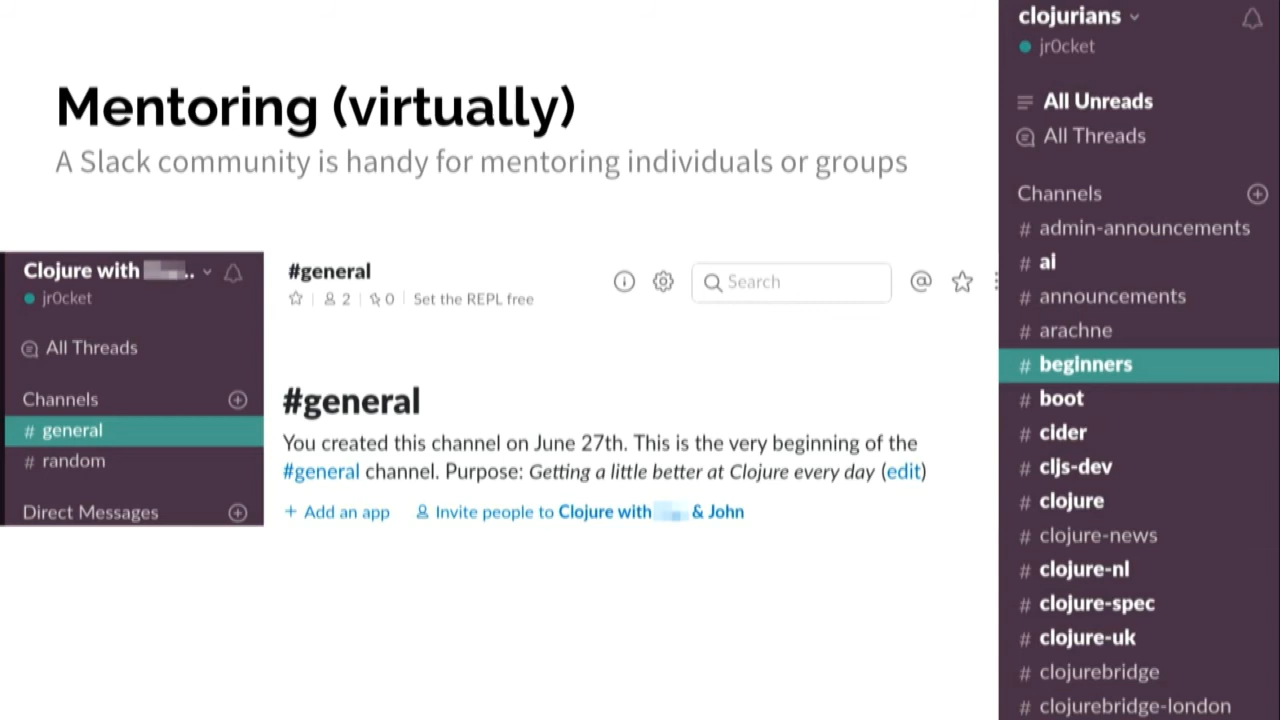 Mentoring (virtually)
A Slack community is handy for mentoring individuals or groups
Clojure with ..
jr0cket
All Threads
Channels
# general
# random
Direct Messages
#general
2 | 0 | Set the REPL free
Search
#general
You created this channel on June 27th. This is the very beginning of the
#general channel. Purpose: Getting a little better at Clojure every day (edit)
+ Add an app Invite people to Clojure with & John
clojurians
jr0cket
All Unreads
All Threads
Channels
# admin-announcements
# ai
# announcements
# arachne
# beginners
# boot
# cider
# cljs-dev
# clojure
# clojure-news
# clojure-nl
# clojure-spec
# clojure-uk
# clojurebridge
# clojurebridge-london